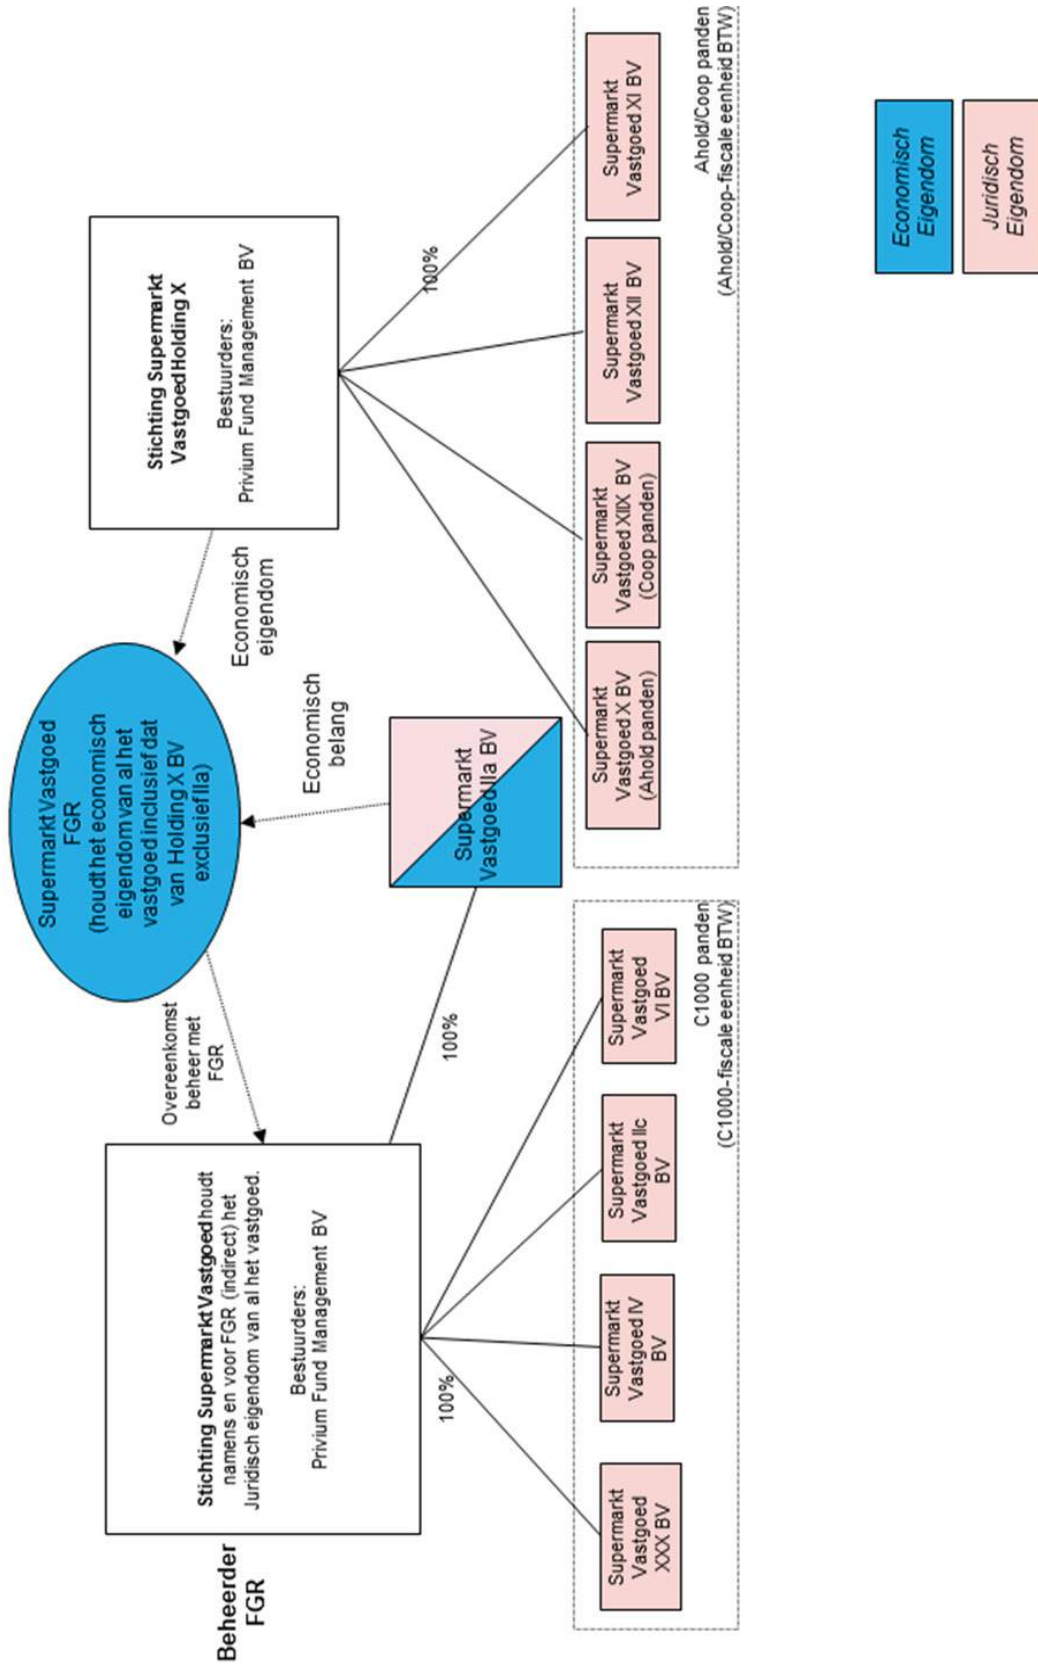 Supermarkt Vastgoed
FGR
(houdt het economisch
eigendom van al het
vastgoed inclusief dat
van Holding X BV
exclusief IIa)
Beheerder
FGR
Stichting Supermarkt Vastgoed houdt
namens en voor FGR (indirect) het
Juridisch eigendom van al het vastgoed.
Bestuurders:
Privium Fund Management BV
Overeenkomst
beheer met
FGR
Economisch
belang
Economisch
eigendom
Stichting Supermarkt
Vastgoed Holding X
Bestuurders:
Privium Fund Management BV
100%
Supermarkt
Vastgoed IIa BV
100%
100%
Supermarkt
Vastgoed
XXX BV
Supermarkt
Vastgoed IV
BV
Supermarkt
Vastgoed IIc
BV
Supermarkt
Vastgoed
VI BV
C1000 panden
(C1000-fiscale eenheid BTW)
Supermarkt
Vastgoed X BV
(Ahold panden)
Supermarkt
Vastgoed XIIX BV
(Coop panden)
Supermarkt
Vastgoed XII BV
Supermarkt
Vastgoed XI BV
Ahold/Coop panden
(Ahold/Coop-fiscale eenheid BTW)
Economisch
Eigendom
Juridisch
Eigendom